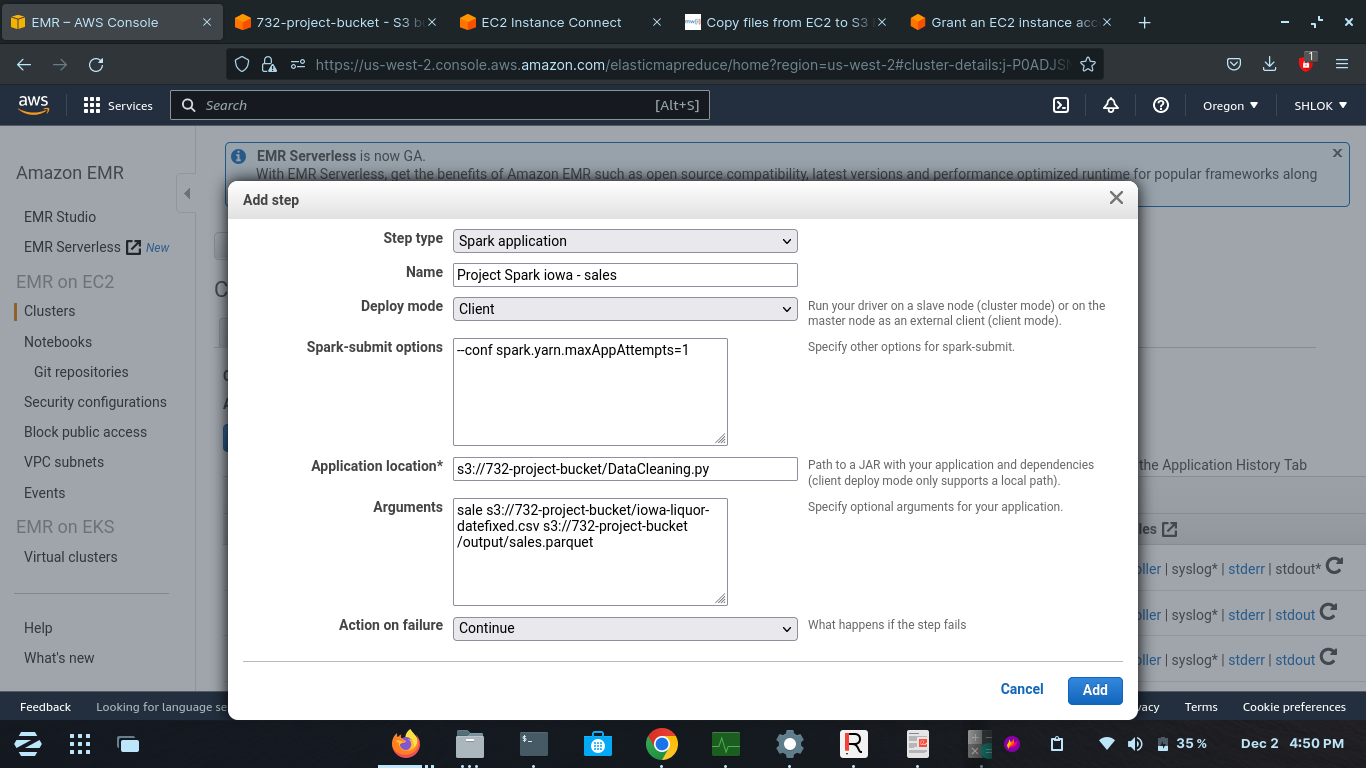 EMR – AWS Console
732-project-bucket - S3 b
EC2 Instance Connect
Copy files from EC2 to S3
Grant an EC2 instance acc
https://us-west-2.console.aws.amazon.com/elasticmapreduce/home?region=us-west-2#cluster-details:j-P0ADJSN
1
aws
Services
Search
[Alt+S]
Oregon
SHLOK
Amazon EMR
EMR Studio
EMR Serverless New
EMR on EC2
Clusters
Notebooks
Git repositories
Security configurations
Block public access
VPC subnets
Events
EMR on EKS
Virtual clusters
Help
What's new
EMR Serverless is now GA.
With EMR Serverless, get the benefits of Amazon EMR such as open source compatibility, latest versions and performance optimized runtime for popular frameworks along
Add step
Step type
Spark application
Name
Project Spark iowa - sales
Deploy mode
Client
Run your driver on a slave node (cluster mode) or on the
master node as an external client (client mode).
Spark-submit options
--conf spark.yarn.maxAppAttempts=1
Specify other options for spark-submit.
Application location*
s3://732-project-bucket/DataCleaning.py
Path to a JAR with your application and dependencies
(client deploy mode only supports a local path).
Arguments
sale s3://732-project-bucket/iowa-liquor-
datefixed.csv s3://732-project-bucket
/output/sales.parquet
Specify optional arguments for your application.
Action on failure
Continue
What happens if the step fails
Cancel
Add
the Application History Tab
les
oller | syslog* | stderr | stdout*
oller | syslog* | stderr | stdout
oller | syslog* | stderr | stdout
Feedback
Looking for language se
vacy
Terms
Cookie preferences
35 %
Dec 2 4:50 PM